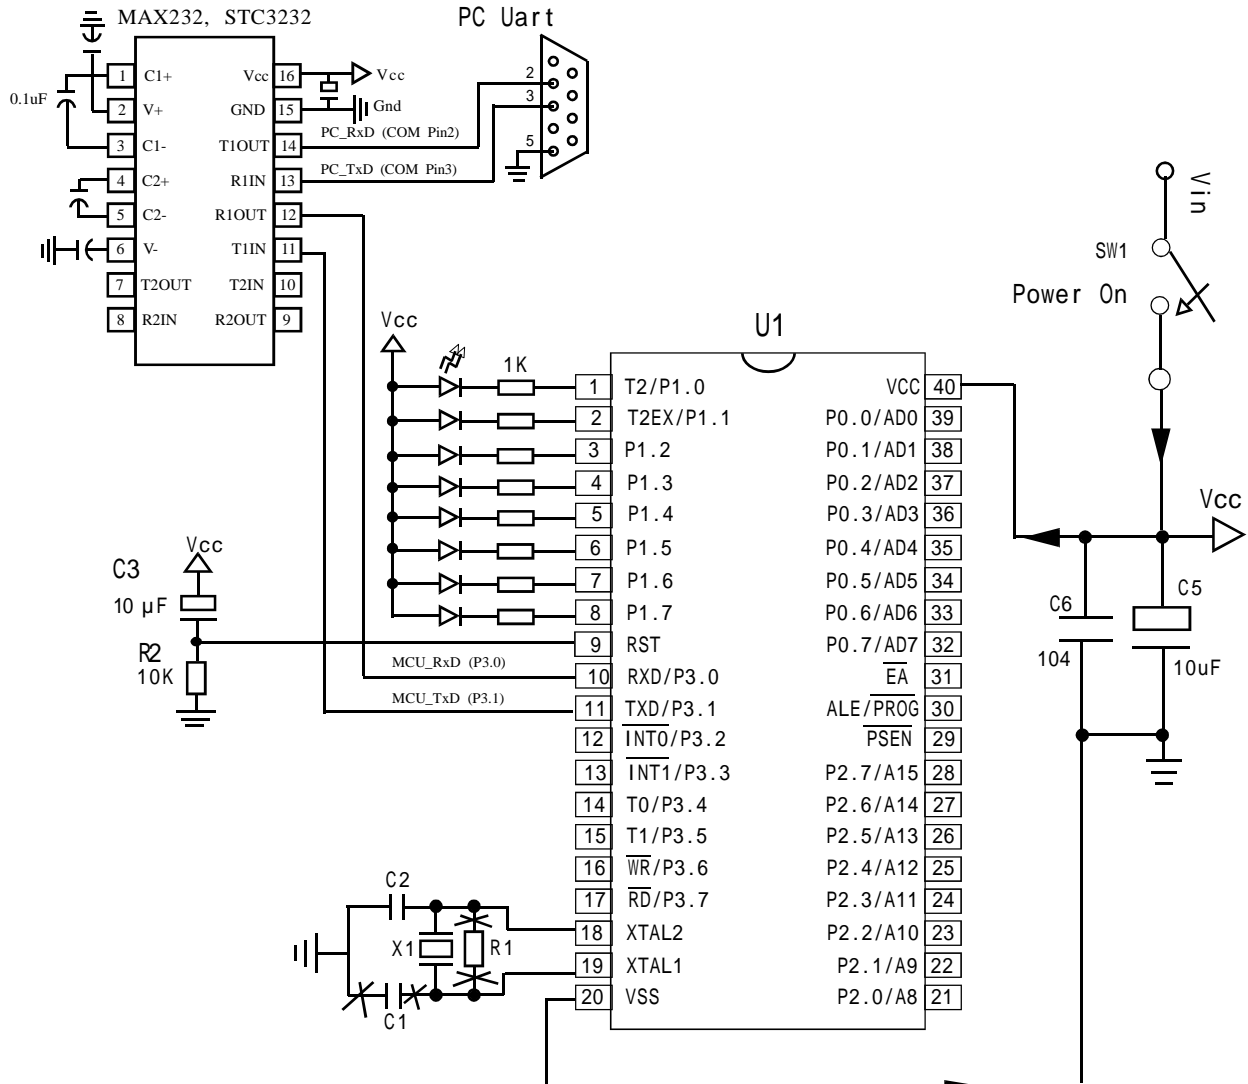 MAX232, STC3232
PC Uart
1 C1+ Vcc 16 Vcc
0.1uF
2 V+ GND 15 Gnd
3 C1- T1OUT 14 PC_RxD (COM Pin2)
4 C2+ R1IN 13 PC_TxD (COM Pin3)
5 C2- R1OUT 12
6 V- T1IN 11
7 T2OUT T2IN 10
8 R2IN R2OUT 9
2
3
5
Vin
SW1
Power On
Vcc
U1
1K
1 T2/P1.0 VCC 40
2 T2EX/P1.1 P0.0/AD0 39
3 P1.2 P0.1/AD1 38
4 P1.3 P0.2/AD2 37
5 P1.4 P0.3/AD3 36
6 P1.5 P0.4/AD4 35
7 P1.6 P0.5/AD5 34
8 P1.7 P0.6/AD6 33
9 RST P0.7/AD7 32
MCU_RxD (P3.0) 10 RXD/P3.0 EA 31
MCU_TxD (P3.1) 11 TXD/P3.1 ALE/PROG 30
12 INT0/P3.2 PSEN 29
13 INT1/P3.3 P2.7/A15 28
14 T0/P3.4 P2.6/A14 27
15 T1/P3.5 P2.5/A13 26
16 WR/P3.6 P2.4/A12 25
17 RD/P3.7 P2.3/A11 24
18 XTAL2 P2.2/A10 23
19 XTAL1 P2.1/A9 22
20 VSS P2.0/A8 21
Vcc
C3
10 µF
R2
10K
Vcc
C5
10uF
C6
104
C2
X1
R1
C1